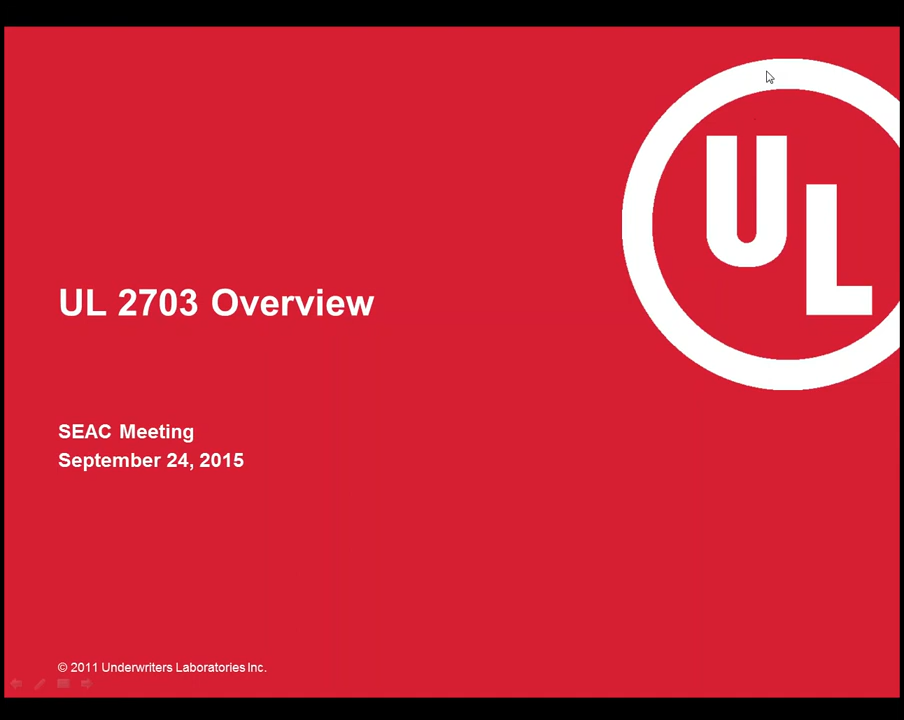 UL
UL 2703 Overview
SEAC Meeting
September 24, 2015
© 2011 Underwriters Laboratories Inc.